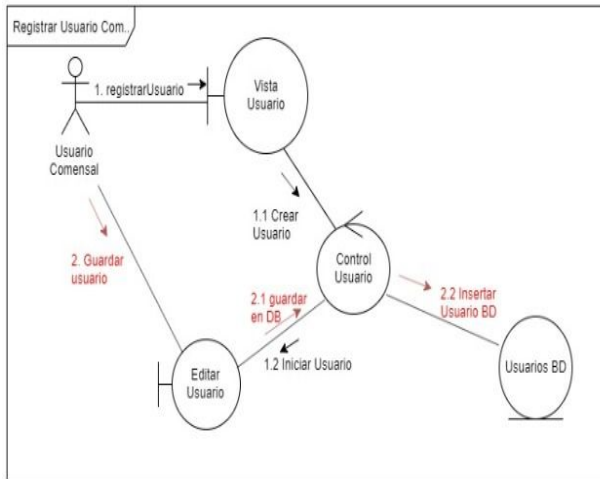 Registrar Usuario Com..
1. registrarUsuario
Vista
Usuario
Usuario
Comensal
1.1 Crear
Usuario
2. Guardar
usuario
Control
Usuario
2.1 guardar
en DB
2.2 Insertar
Usuario BD
1.2 Iniciar Usuario
Editar
Usuario
Usuarios BD